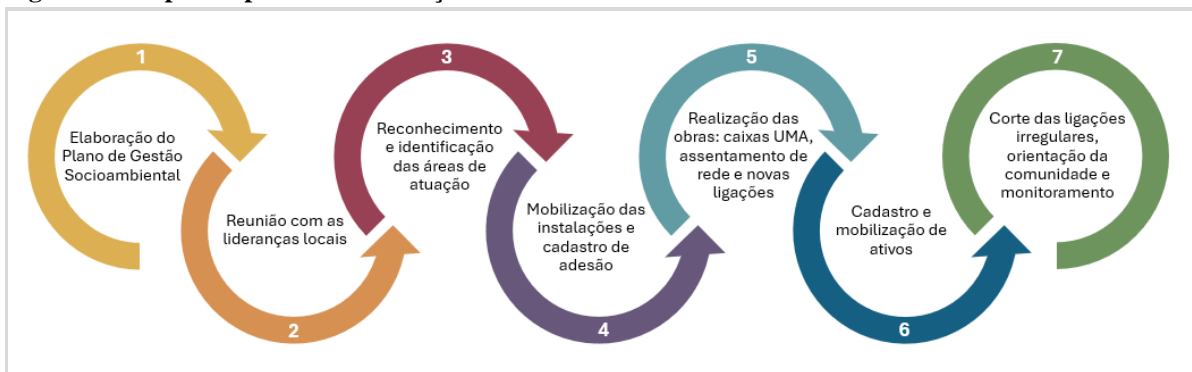 1
Elaboração do
Plano de Gestão
Socioambiental
2
Reunião com as
lideranças locais
3
Reconhecimento
e identificação
das áreas de
atuação
4
Mobilização das
instalações e
cadastro de
adesão
5
Realização das
obras: caixas UMA,
assentamento de
rede e novas
ligações
6
Cadastro e
mobilização de
ativos
7
Corte das ligações
irregulares,
orientação da
comunidade e
monitoramento